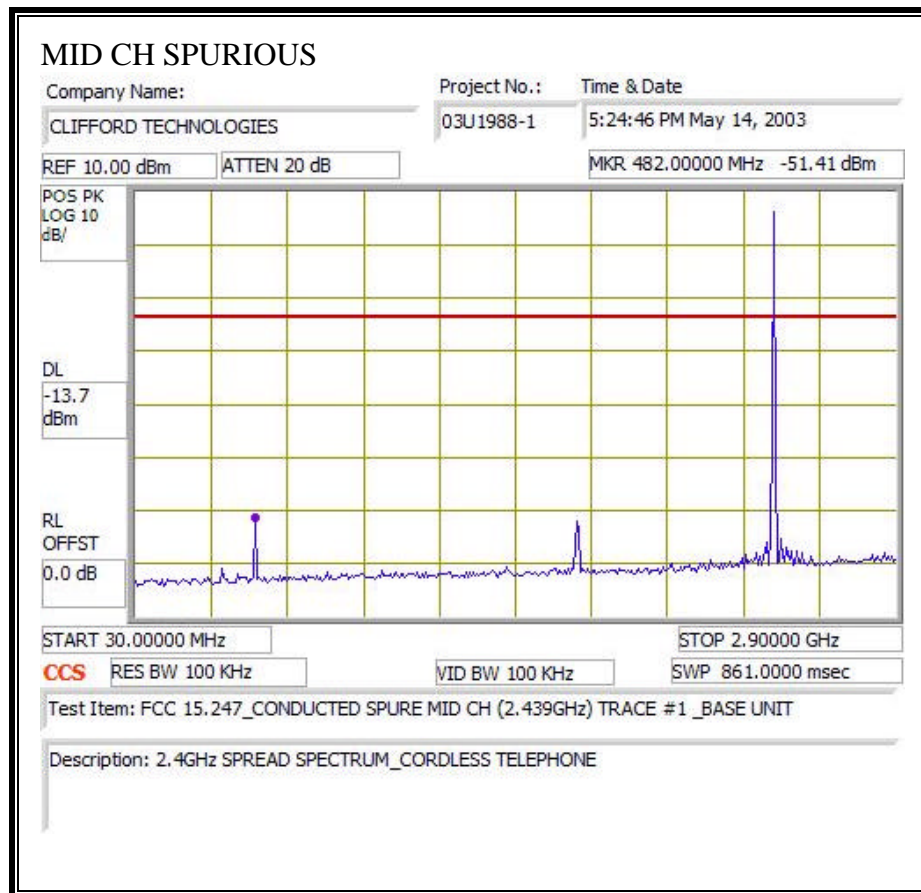 MID CH SPURIOUS
Company Name: Project No.: Time & Date
CLIFFORD TECHNOLOGIES 03U1988-1 5:24:46 PM May 14, 2003
REF 10.00 dBm ATTEN 20 dB MKR 482.00000 MHz -51.41 dBm
POS PK
LOG 10
dB/
DL
-13.7
dBm
RL
OFFST
0.0 dB
START 30.00000 MHz STOP 2.90000 GHz
CCS RES BW 100 KHz VID BW 100 KHz SWP 861.0000 msec
Test Item: FCC 15.247_CONDUCTED SPURE MID CH (2.439GHz) TRACE #1 _BASE UNIT
Description: 2.4GHz SPREAD SPECTRUM_CORDLESS TELEPHONE